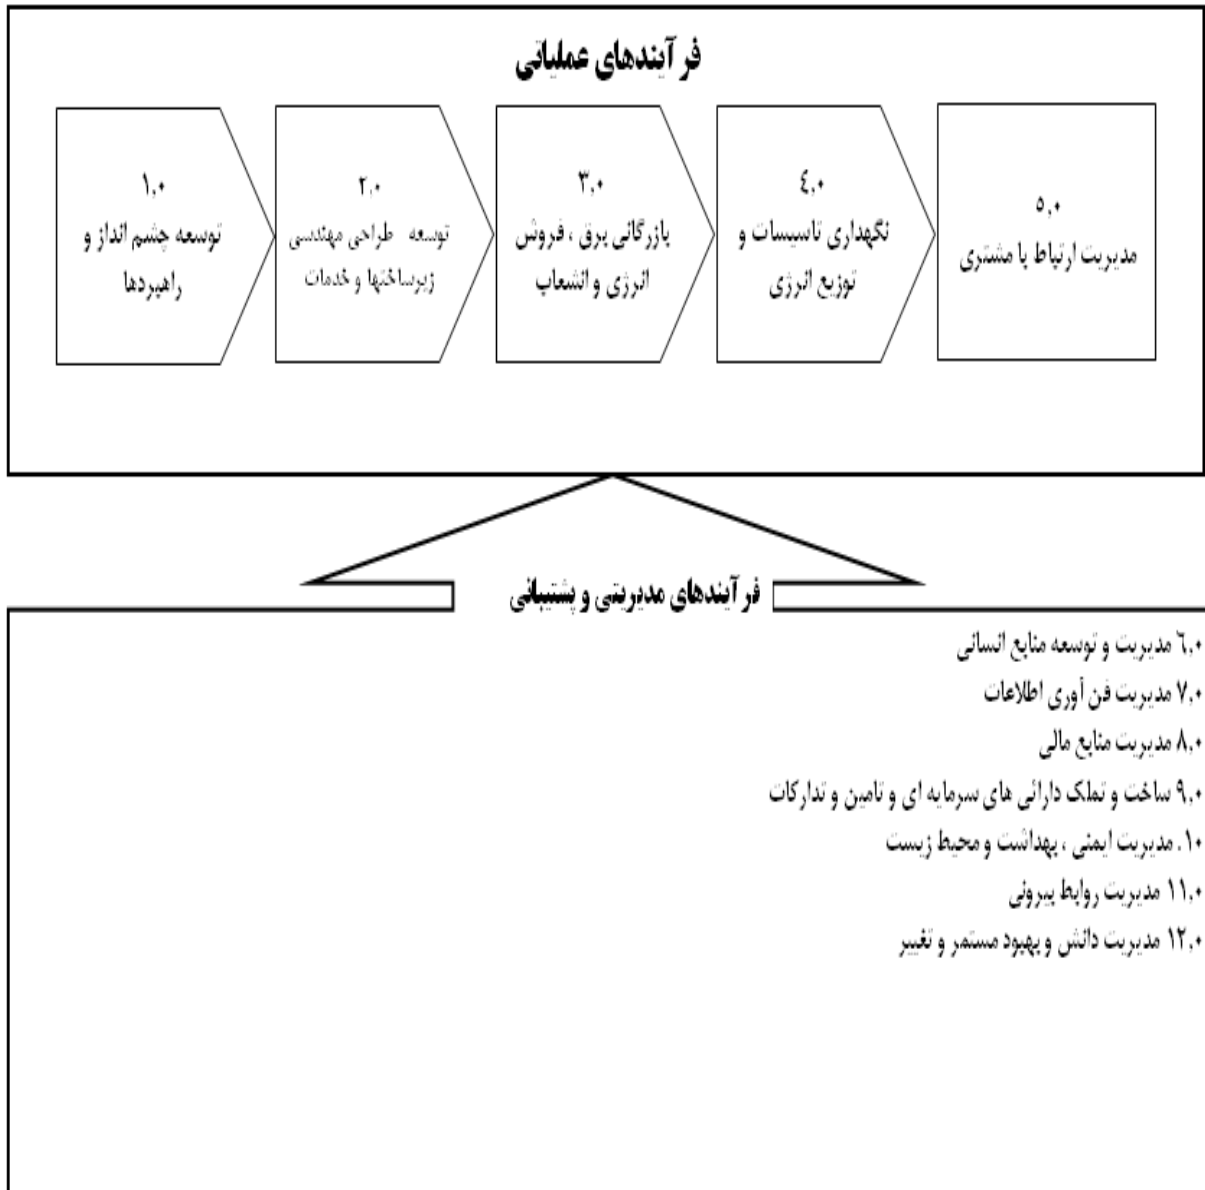 فرآیندهای عملیاتی
۱,۰
توسعه چشم انداز و
راهبردها
۲,۰
توسعه طراحی مهندسی
زیرساختها و خدمات
۳,۰
بازرگانی برق ، فروش
انرژی و انشعاب
٤,۰
نگهداری تاسیسات و
توزیع انرژی
٥,۰
مدیریت ارتباط با مشتری
فرآیندهای مدیریتی و پشتیبانی
٦,۰ مدیریت و توسعه منابع انسانی
۷,۰ مدیریت فن آوری اطلاعات
۸,۰ مدیریت منابع مالی
۹,۰ ساخت و تملک دارائی های سرمایه ای و تامین و تدارکات
۱۰. مدیریت ایمنی ، بهداشت و محیط زیست
۱۱,۰ مدیریت روابط بیرونی
۱۲,۰ مدیریت دانش و بهبود مستمر و تغییر